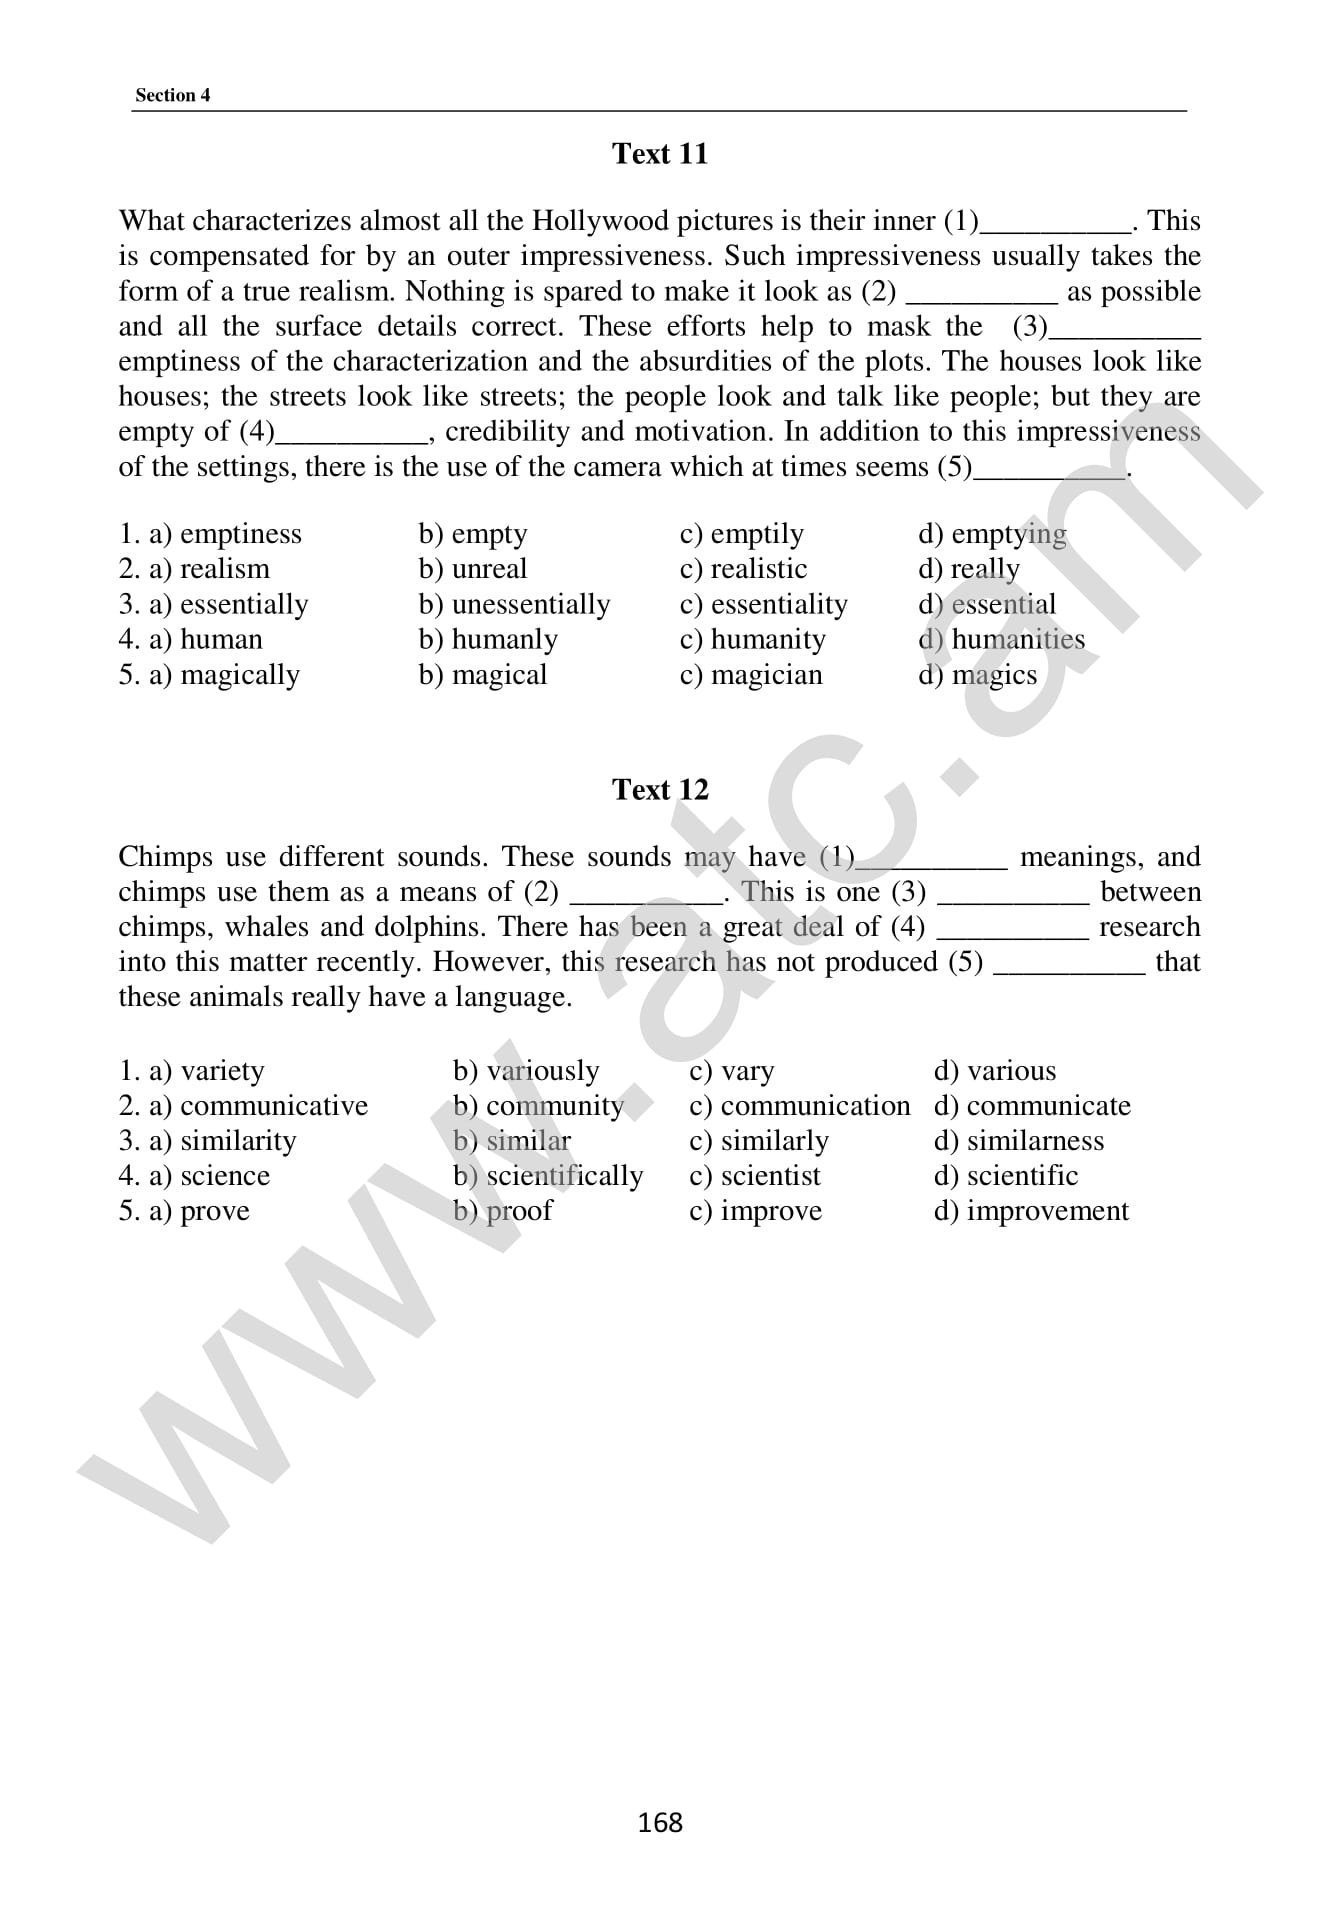 Section 4
Text 11
What characterizes almost all the Hollywood pictures is their inner (1)__________. This
is compensated for by an outer impressiveness. Such impressiveness usually takes the
form of a true realism. Nothing is spared to make it look as (2) __________ as possible
and all the surface details correct. These efforts help to mask the (3)__________
emptiness of the characterization and the absurdities of the plots. The houses look like
houses; the streets look like streets; the people look and talk like people; but they are
empty of (4)__________, credibility and motivation. In addition to this impressiveness
of the settings, there is the use of the camera which at times seems (5)__________.
1. a) emptiness b) empty c) emptily d) emptying
2. a) realism b) unreal c) realistic d) really
3. a) essentially b) unessentially c) essentiality d) essential
4. a) human b) humanly c) humanity d) humanities
5. a) magically b) magical c) magician d) magics
Text 12
Chimps use different sounds. These sounds may have (1)__________ meanings, and
chimps use them as a means of (2) __________. This is one (3) __________ between
chimps, whales and dolphins. There has been a great deal of (4) __________ research
into this matter recently. However, this research has not produced (5) __________ that
these animals really have a language.
1. a) variety b) variously c) vary d) various
2. a) communicative b) community c) communication d) communicate
3. a) similarity b) similar c) similarly d) similarness
4. a) science b) scientifically c) scientist d) scientific
5. a) prove b) proof c) improve d) improvement
www.atc.am
168